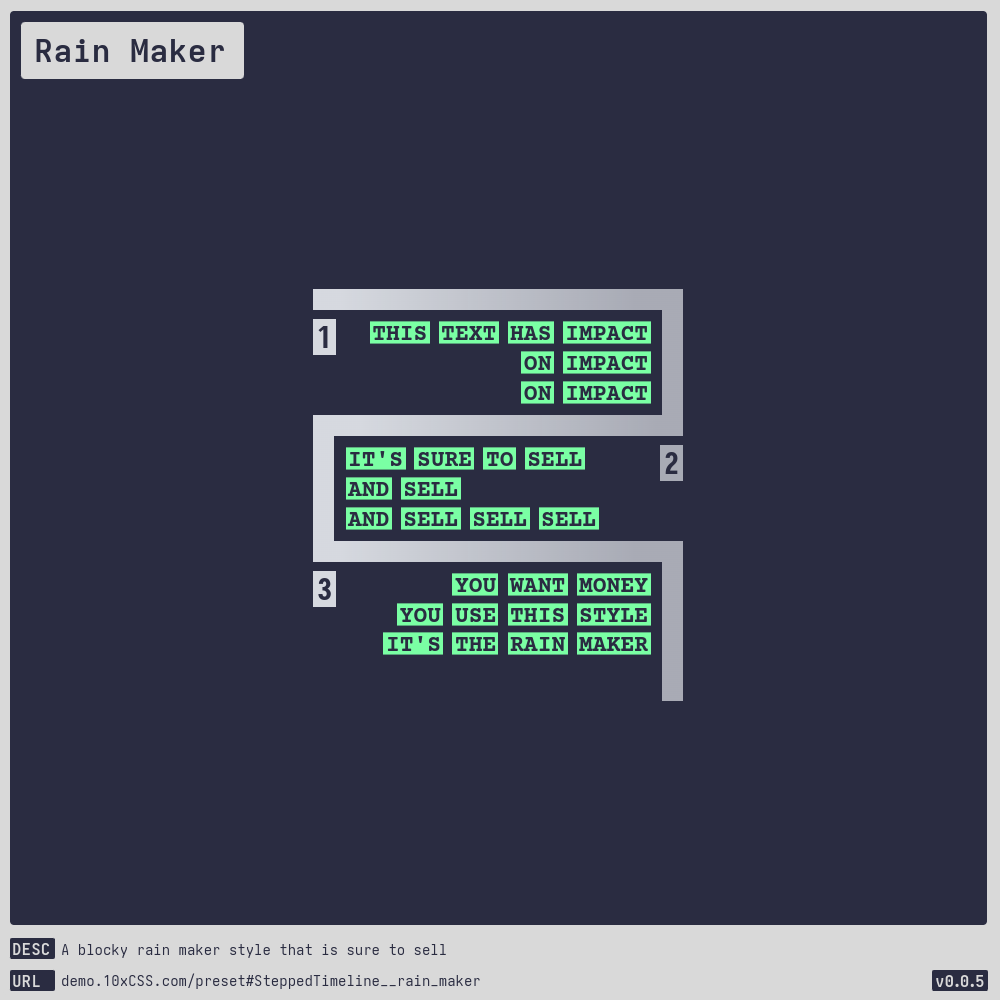 Rain Maker
1
THIS TEXT HAS IMPACT
ON IMPACT
ON IMPACT
2
IT'S SURE TO SELL
AND SELL
AND SELL SELL SELL
3
YOU WANT MONEY
YOU USE THIS STYLE
IT'S THE RAIN MAKER
DESC A blocky rain maker style that is sure to sell
URL demo.10xCSS.com/preset#SteppedTimeline__rain_maker
v0.0.5